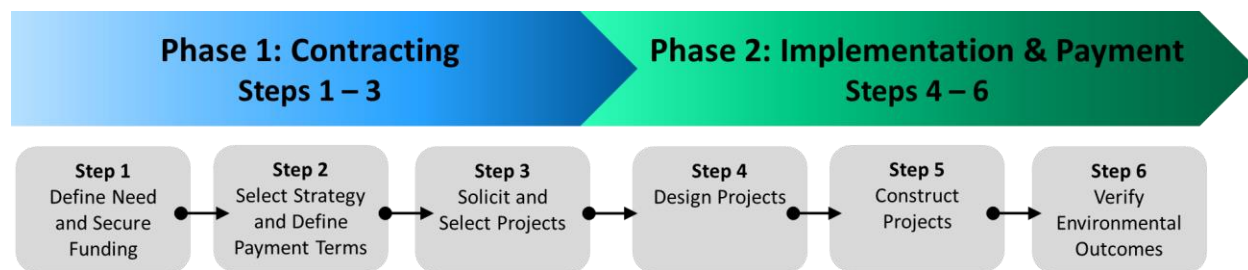 Phase 1: Contracting
Steps 1 – 3
Phase 2: Implementation & Payment
Steps 4 – 6
Step 1
Define Need
and Secure
Funding
Step 2
Select Strategy
and Define
Payment Terms
Step 3
Solicit and
Select Projects
Step 4
Design Projects
Step 5
Construct
Projects
Step 6
Verify
Environmental
Outcomes